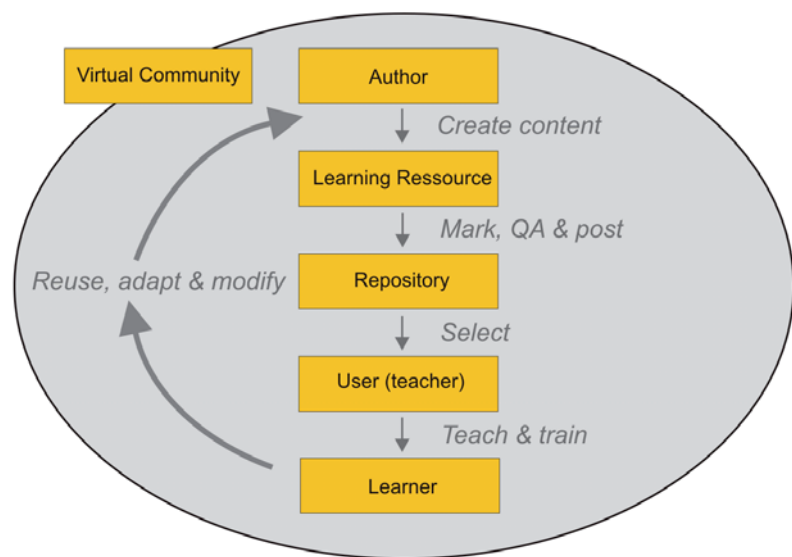 Virtual Community
Author
Create content
Learning Ressource
Mark, QA & post
Reuse, adapt & modify
Repository
Select
User (teacher)
Teach & train
Learner